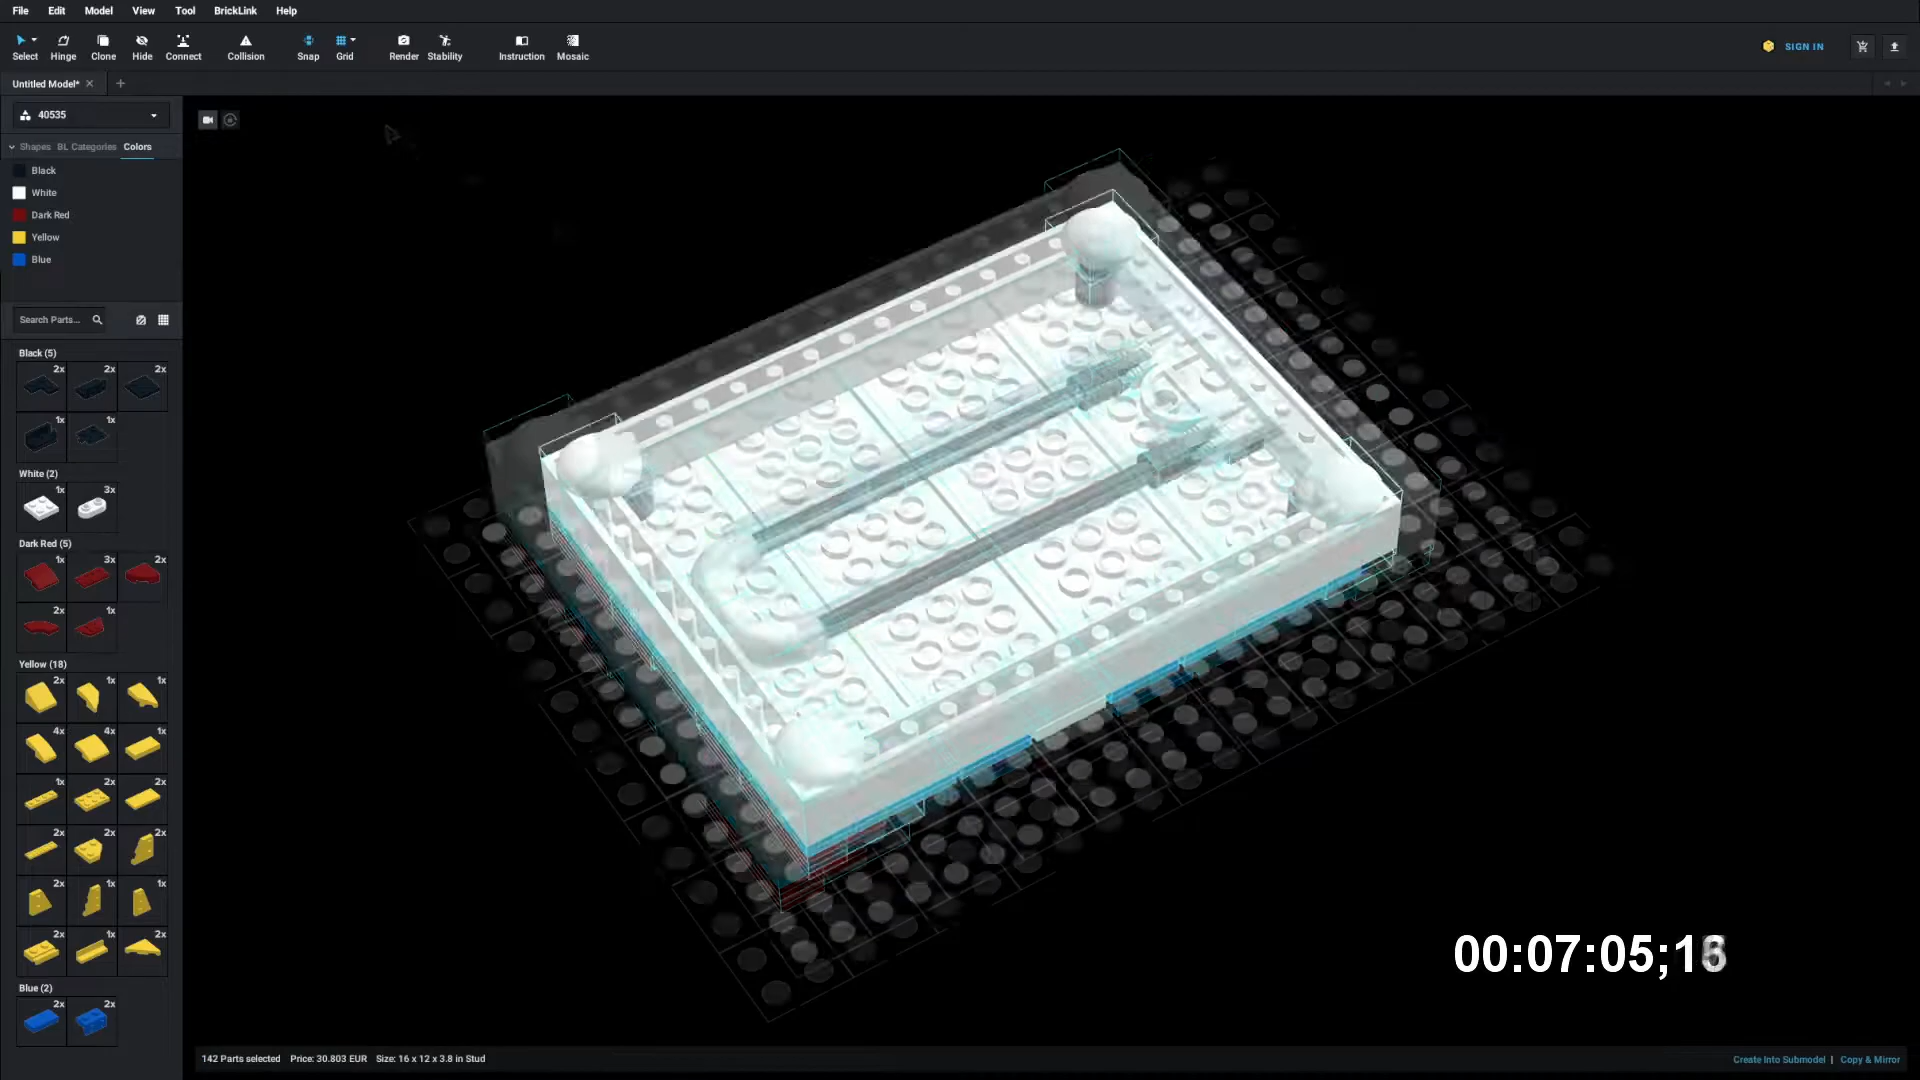 File Edit Model View Tool BrickLink Help
Select Hinge Clone Hide Connect Collision Snap Grid Render Stability Instruction Mosaic
SIGN IN
Untitled Model*
40535
Shapes BL Categories Colors
Black
White
Dark Red
Yellow
Blue
Search Parts...
Black (5)
2x 2x 2x
1x 1x
White (2)
1x 3x
Dark Red (5)
1x 3x 2x
2x 1x
Yellow (18)
2x 1x 1x
4x 4x 1x
1x 2x 2x
2x 2x 2x
2x 1x 1x
2x 1x 2x
Blue (2)
2x 2x
00:07:05;1
142 Parts selected Price: 30.803 EUR Size: 16 x 12 x 3.8 in Stud
Create Into Submodel | Copy & Mirror